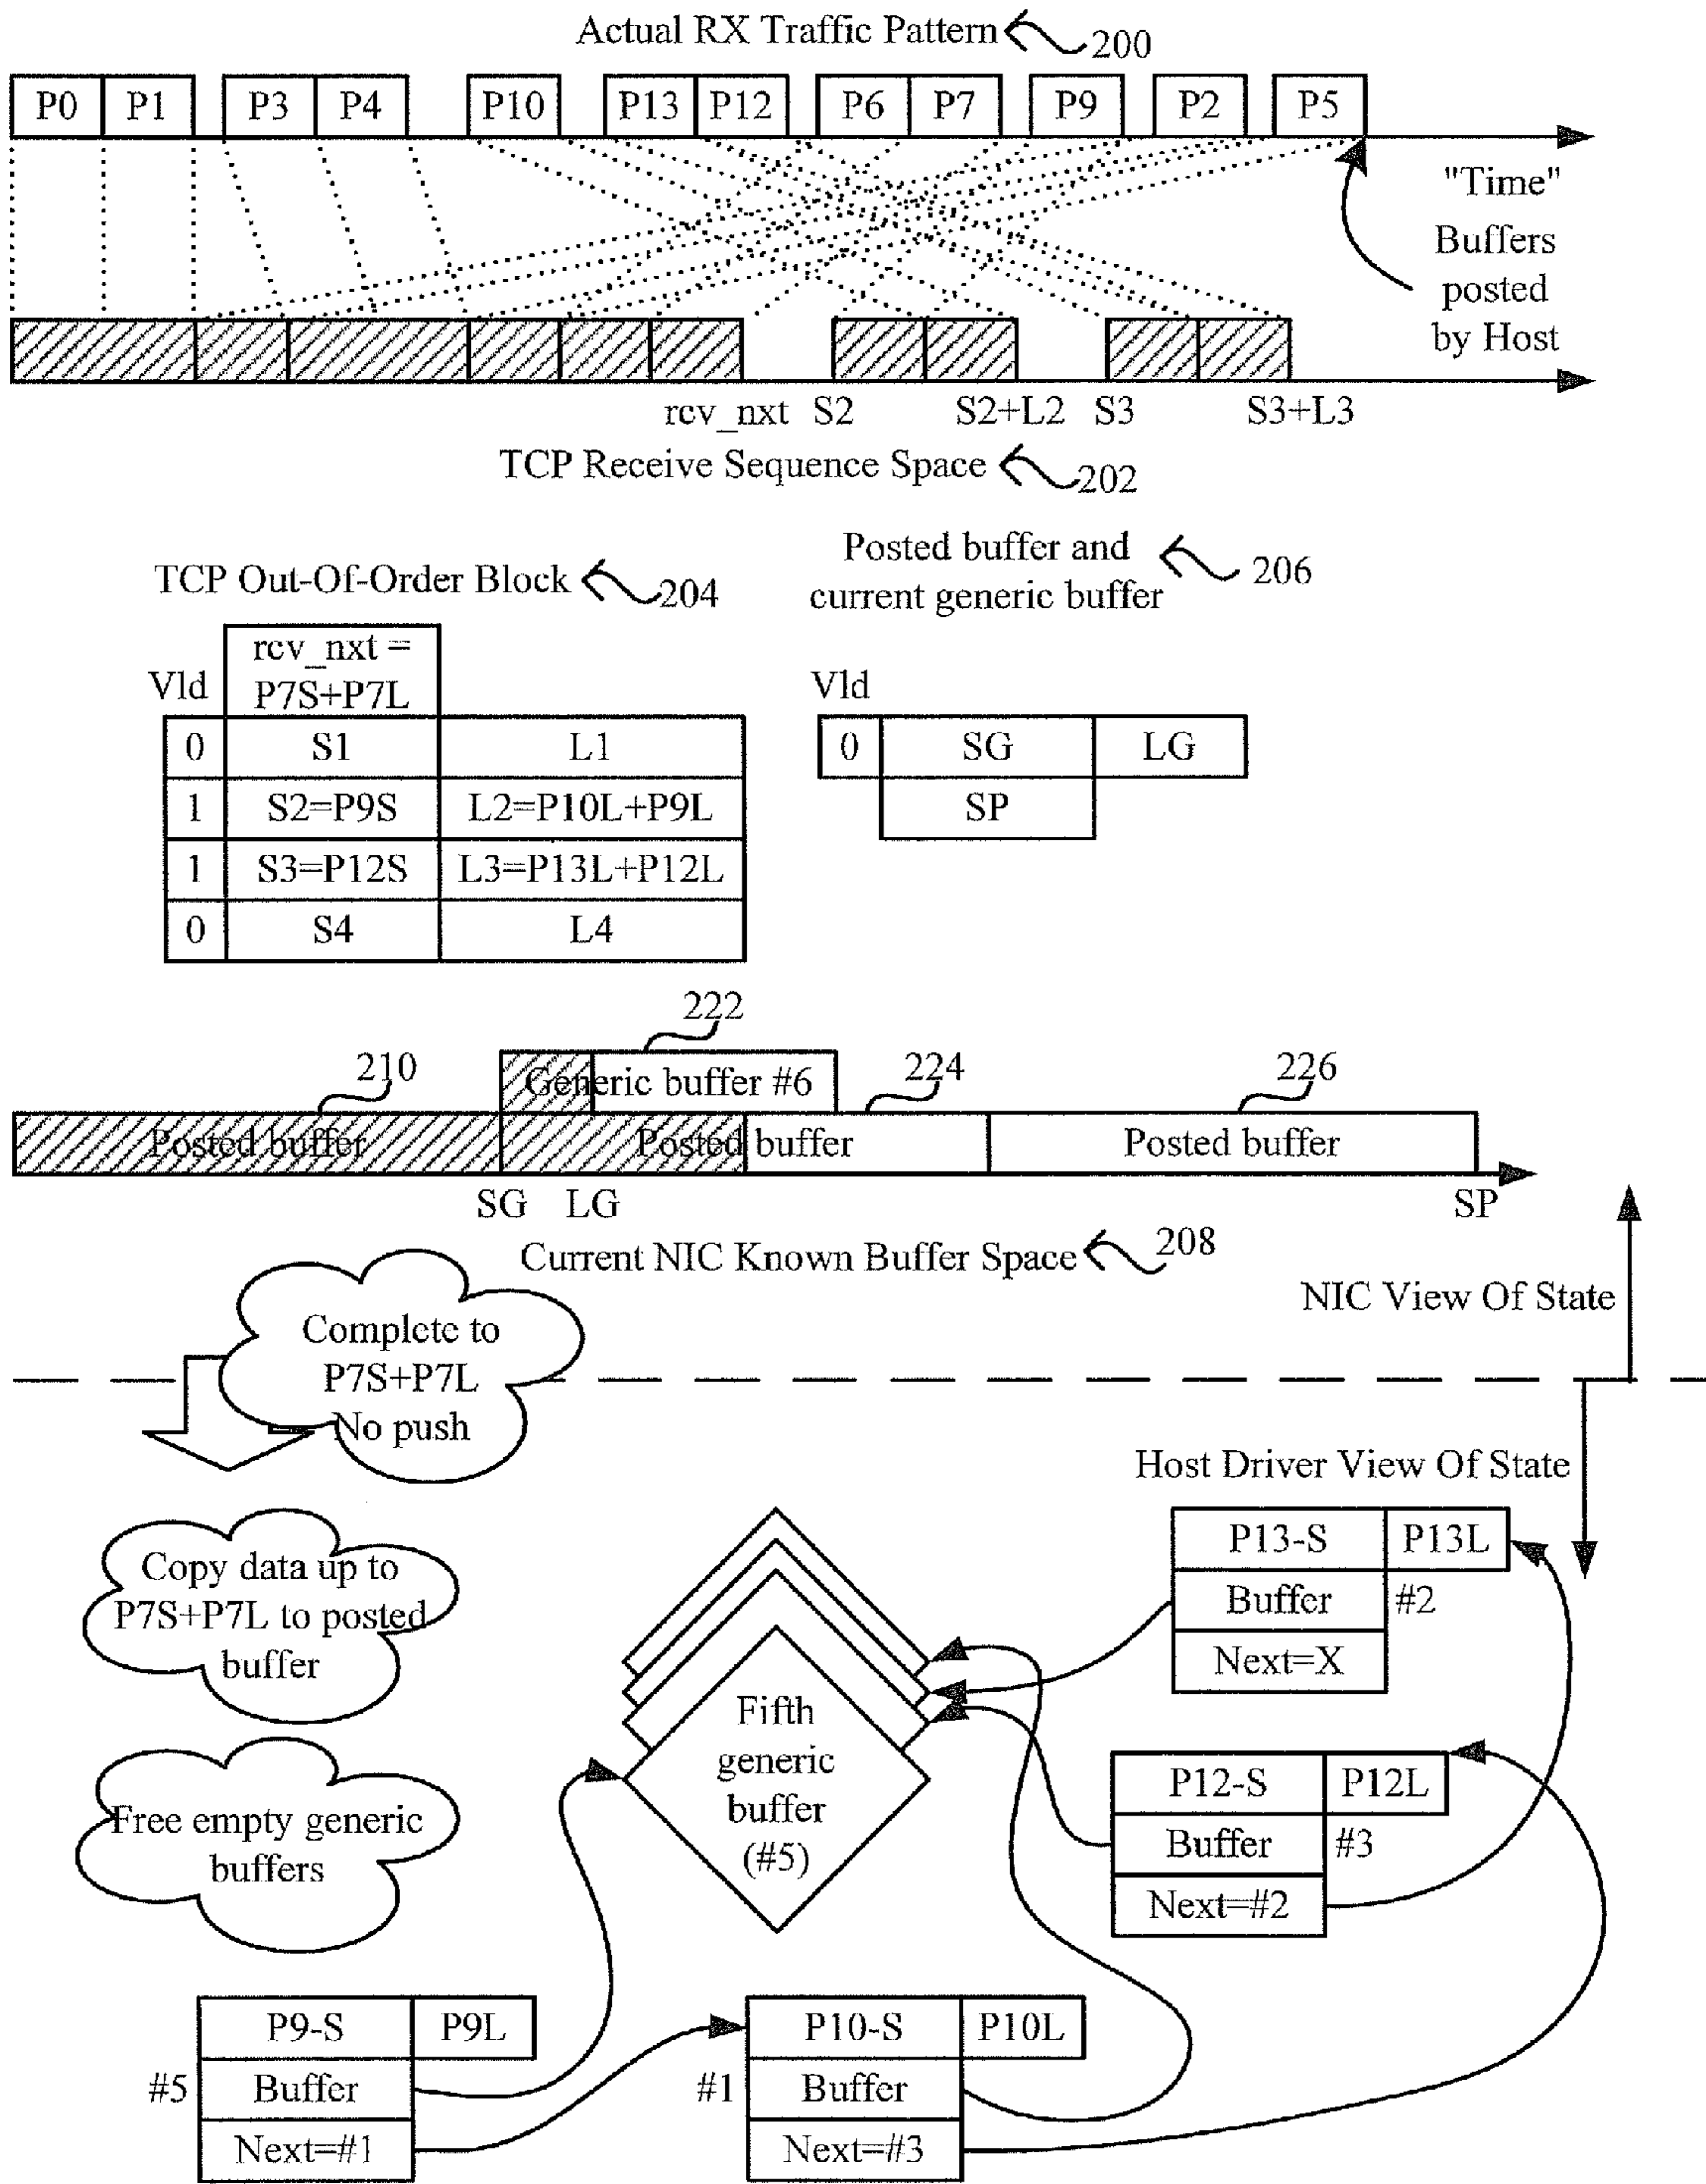 Actual RX Traffic Pattern 200
P0 P1 P3 P4 P10 P13 P12 P6 P7 P9 P2 P5
"Time"
Buffers
posted
by Host
rcv_nxt S2 S2+L2 S3 S3+L3
TCP Receive Sequence Space 202
TCP Out-Of-Order Block 204
Posted buffer and
current generic buffer
206
Vld
rcv_nxt =
P7S+P7L
0 S1 L1
1 S2=P9S L2=P10L+P9L
1 S3=P12S L3=P13L+P12L
0 S4 L4
Vld
0 SG LG
SP
210 222 224 226
Generic buffer #6
Posted buffer Posted buffer Posted buffer
SG LG SP
Current NIC Known Buffer Space 208
NIC View Of State
Complete to
P7S+P7L
No push
Host Driver View Of State
Copy data up to
P7S+P7L to posted
buffer
Free empty generic
buffers
Fifth
generic
buffer
(#5)
P13-S P13L
Buffer #2
Next=X
P12-S P12L
Buffer #3
Next=#2
P9-S P9L
#5 Buffer
Next=#1
P10-S P10L
#1 Buffer
Next=#3